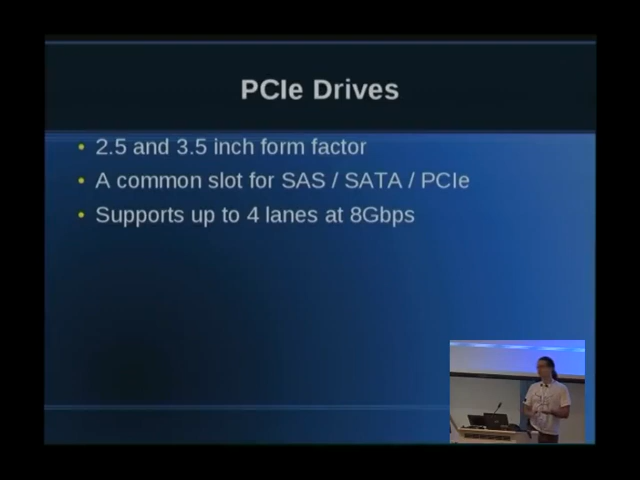 PCIe Drives
2.5 and 3.5 inch form factor
A common slot for SAS / SATA / PCIe
Supports up to 4 lanes at 8Gbps